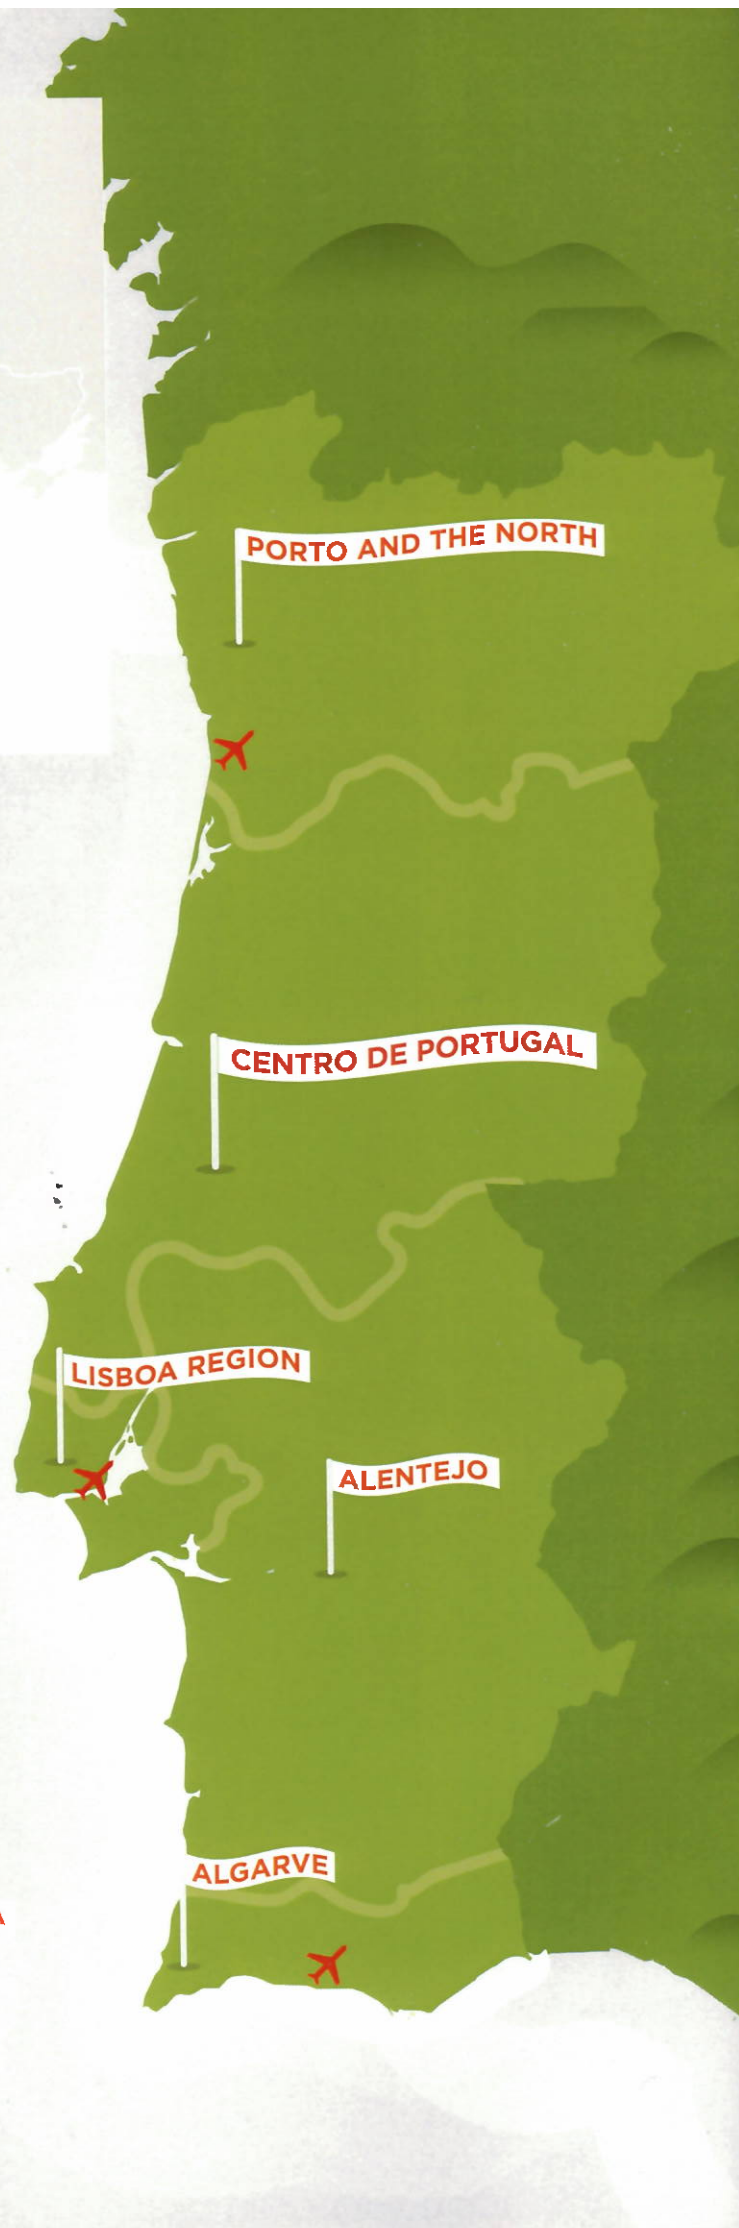 PORTO AND THE NORTH
CENTRO DE PORTUGAL
LISBOA REGION
ALENTEJO
ALGARVE